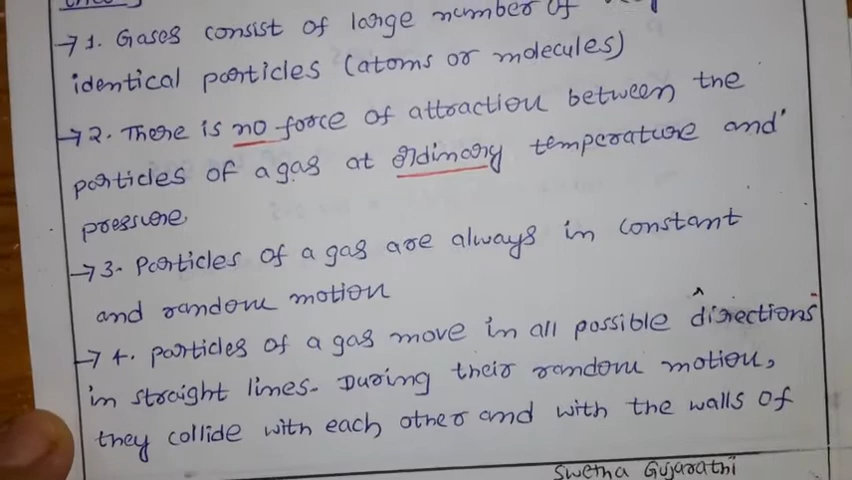 → 1. Gases consist of large number of
identical particles (atoms or molecules)
→ 2. There is no force of attraction between the
particles of a gas at ordinary temperature and
pressure
→ 3. Particles of a gas are always in constant
and random motion
→ 4. particles of a gas move in all possible directions
in straight lines. During their random motion,
they collide with each other and with the walls of
Swetha Gujarathi